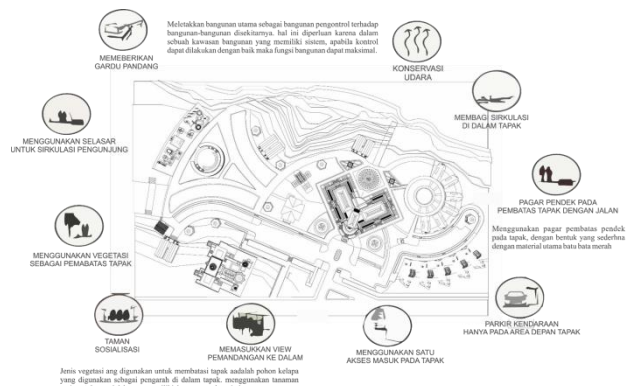 Meletakkan bangunan utama sebagai bangunan pengontrol terhadap
bangunan-bangunan disekitarnya. hal ini diperluan karena dalam
sebuah kawasan bangunan yang memiliki sistem, apabila kontrol
dapat dilakukan dengan baik maka fungsi bangunan dapat maksimal.
MEMEBERIKAN
GARDU PANDANG
KONSERVASI
UDARA
MEMBAGI SIRKULASI
DI DALAM TAPAK
MENGGUNAKAN SELASAR
UNTUK SIRKULASI PENGUNJUNG
PAGAR PENDEK PADA
PEMBATAS TAPAK DENGAN JALAN
Menggunakan pagar pembatas pendek
pada tapak, dengan bentuk yang sederhna
dengan material utama batu bata merah
MENGGUNAKAN VEGETASI
SEBAGAI PEMABATAS TAPAK
PARKIR KENDARAAN
HANYA PADA AREA DEPAN TAPAK
TAMAN
SOSIALISASI
MEMASUKKAN VIEW
PEMANDANGAN KE DALAM
MENGGUNAKAN SATU
AKSES MASUK PADA TAPAK
Jenis vegetasi ang digunakan untuk membatasi tapak aadalah pohon kelapa
yang digunakan sebagai pengarah di dalam tapak. menggunakan tanaman